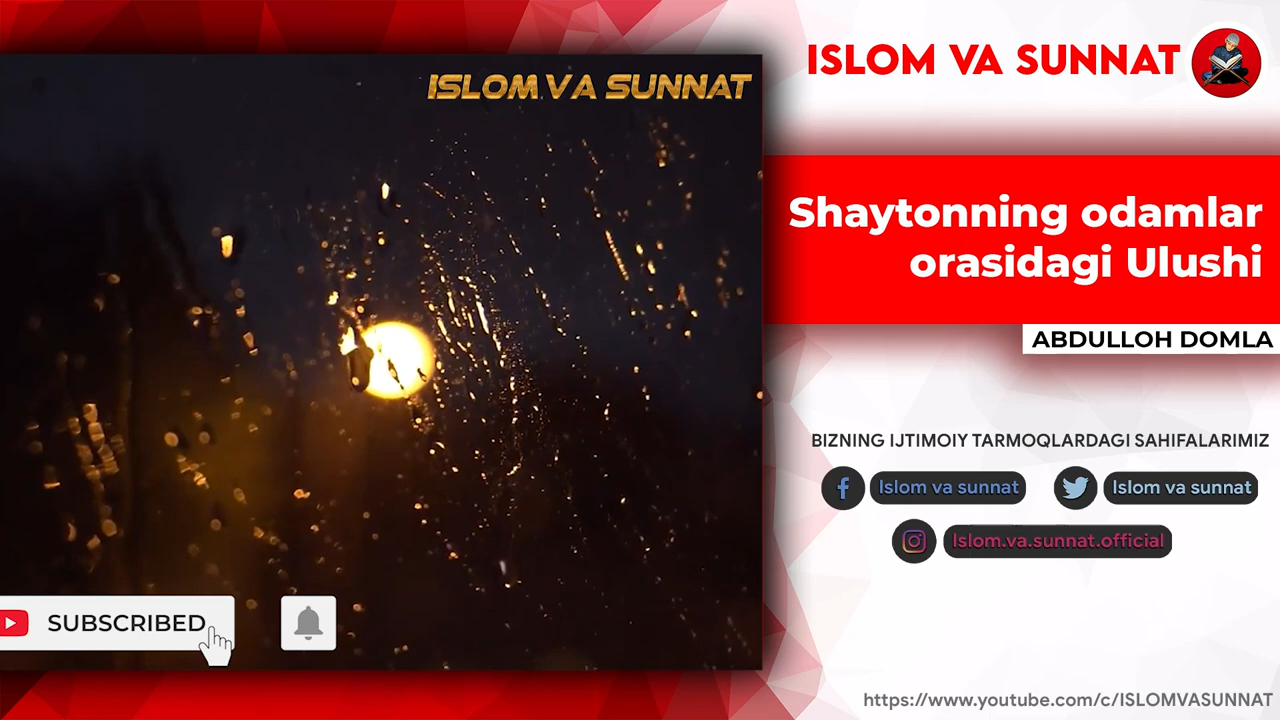 ISLOM VA SUNNAT
ISLOM VA SUNNAT
Shaytonning odamlar
orasidagi Ulushi
ABDULLOH DOMLA
BIZNING IJTIMOIY TARMOQLARDAGI SAHIFALARIMIZ
Islom va sunnat
Islom va sunnat
Islom.va.sunnat.official
SUBSCRIBED
https://www.youtube.com/c/ISLOMVASUNNAT